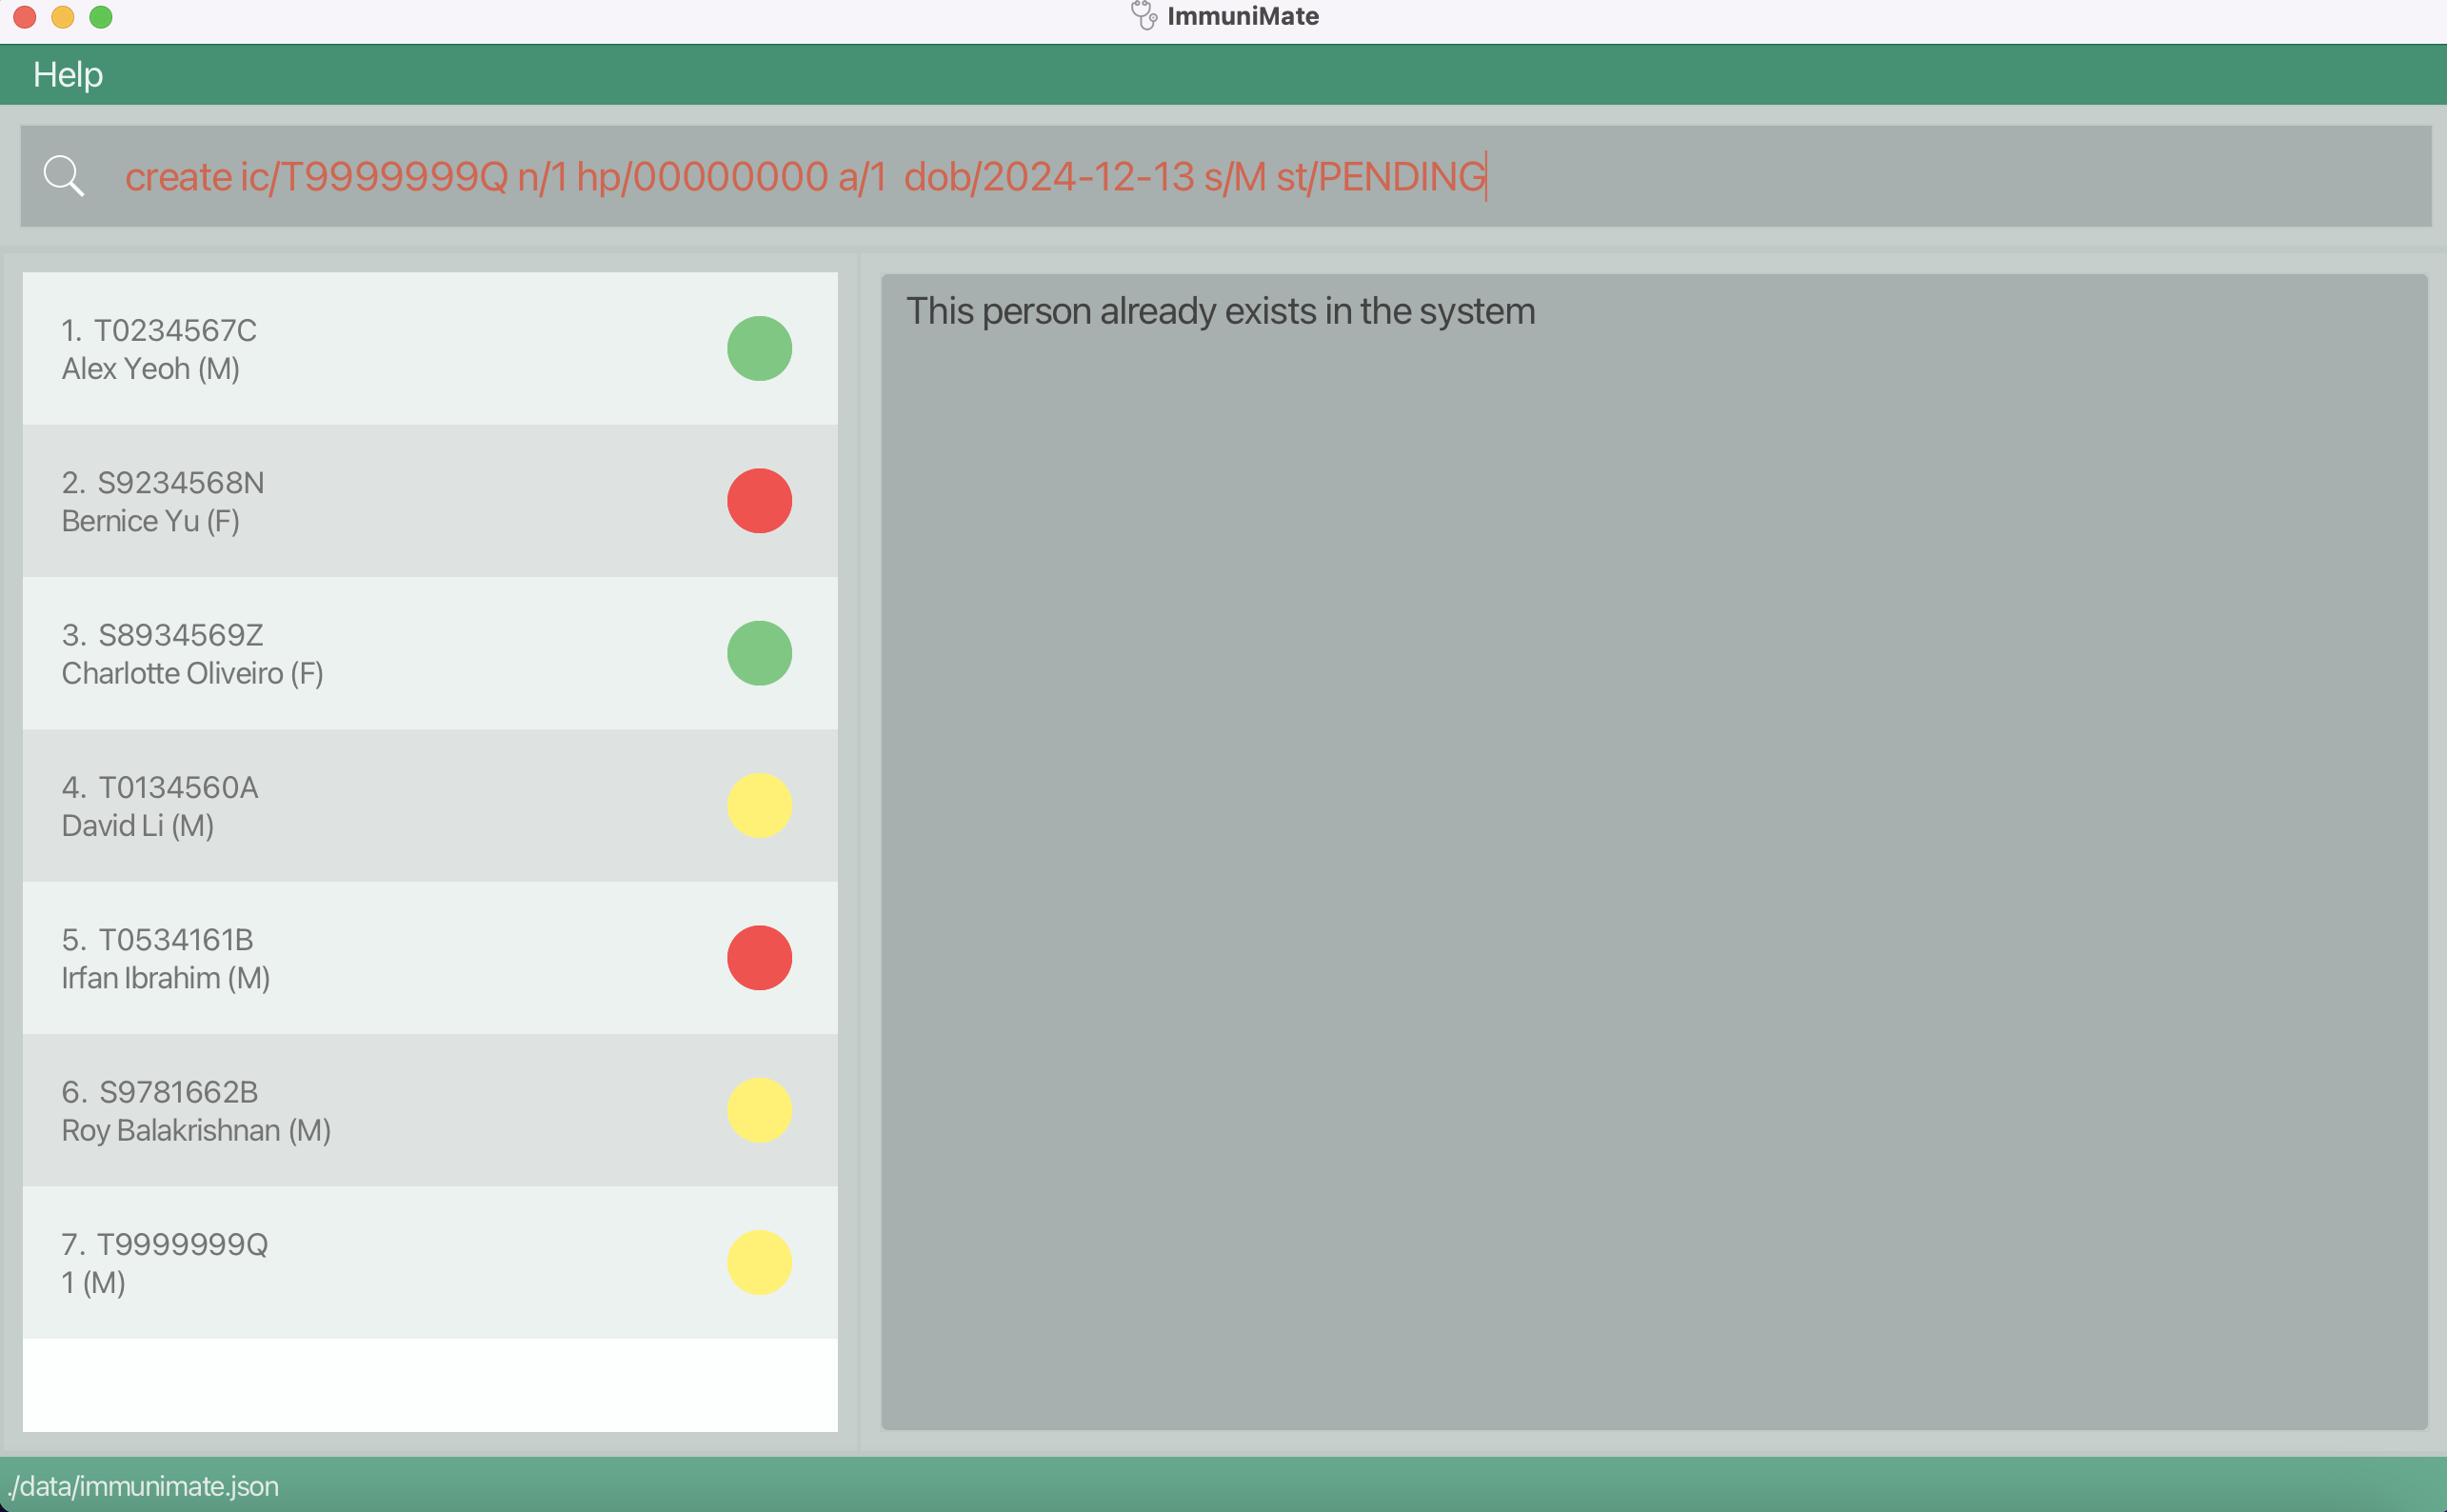 ImmuniMate
Help
create ic/T9999999Q n/1 hp/00000000 a/1  dob/2024-12-13 s/M st/PENDING
1. T0234567C
Alex Yeoh (M)
2. S9234568N
Bernice Yu (F)
3. S8934569Z
Charlotte Oliveiro (F)
4. T0134560A
David Li (M)
5. T0534161B
Irfan Ibrahim (M)
6. S9781662B
Roy Balakrishnan (M)
7. T9999999Q
1 (M)
This person already exists in the system
./data/immunimate.json